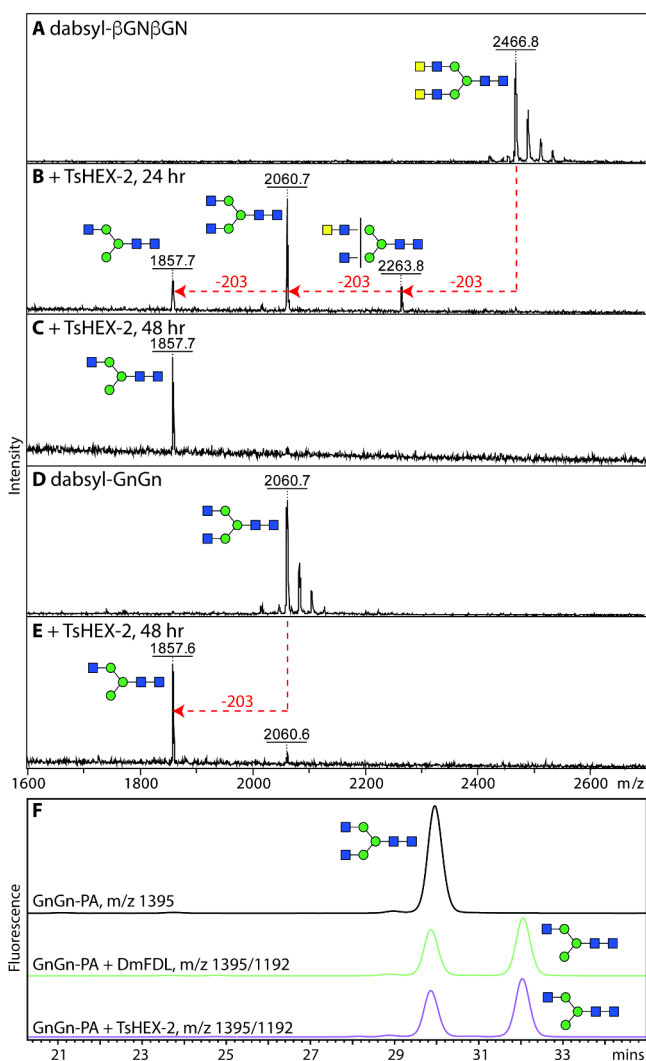 A dabsyl-βGNβGN
2466.8
B + TsHEX-2, 24 hr
2060.7
1857.7
2263.8
-203
-203
-203
C + TsHEX-2, 48 hr
1857.7
Intensity
D dabsyl-GnGn
2060.7
E + TsHEX-2, 48 hr
1857.6
-203
2060.6
1600 1800 2000 2200 2400 2600 m/z
F
GnGn-PA, m/z 1395
Fluorescence
GnGn-PA + DmFDL, m/z 1395/1192
GnGn-PA + TsHEX-2, m/z 1395/1192
21 23 25 27 29 31 33 mins